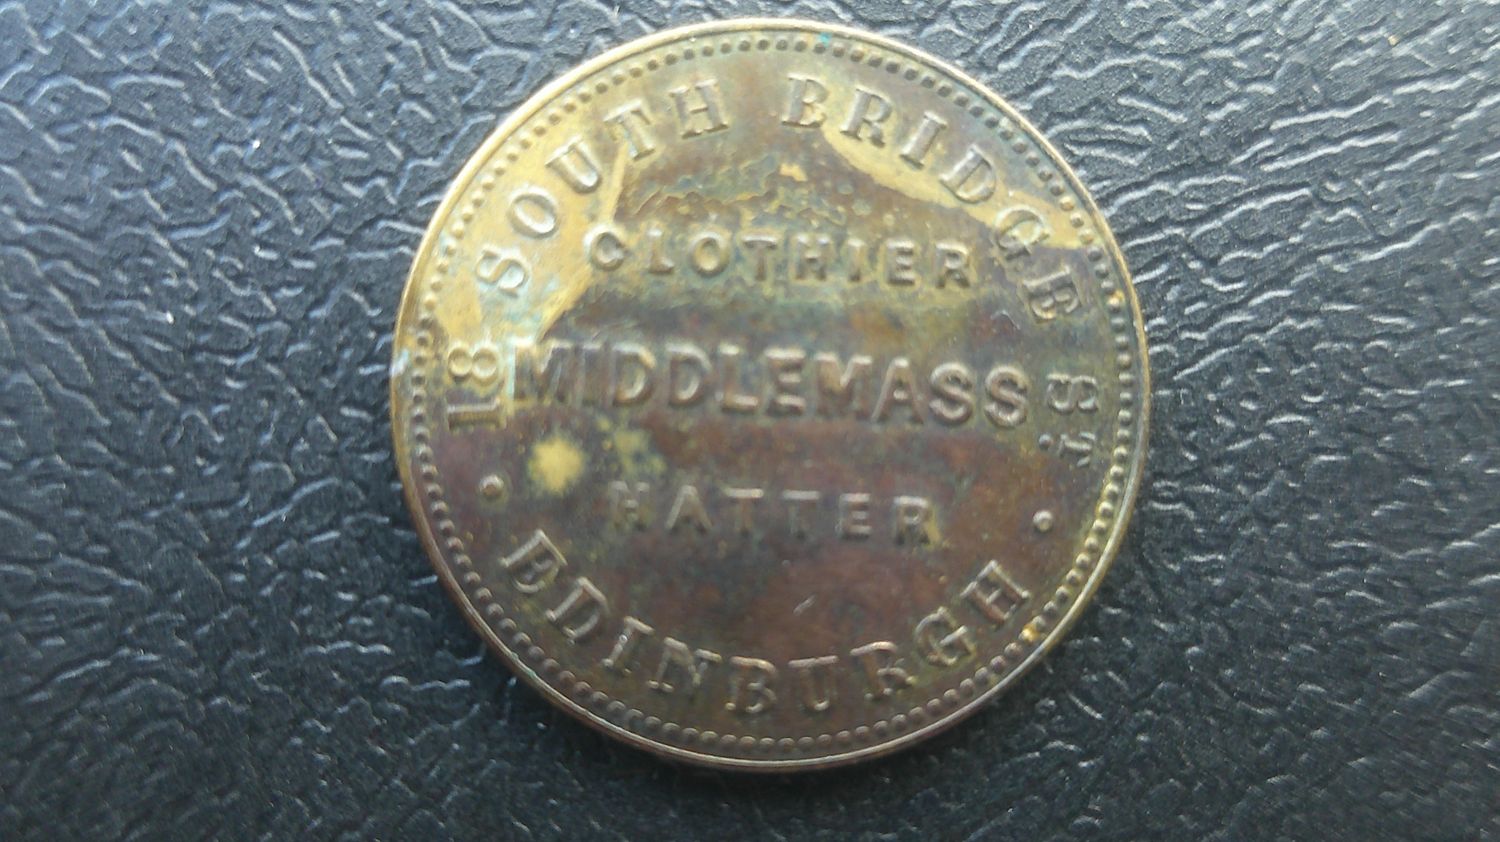 18 SOUTH BRIDGE ST
CLOTHIER
MIDDLEMASS
HATTER
EDINBURGH